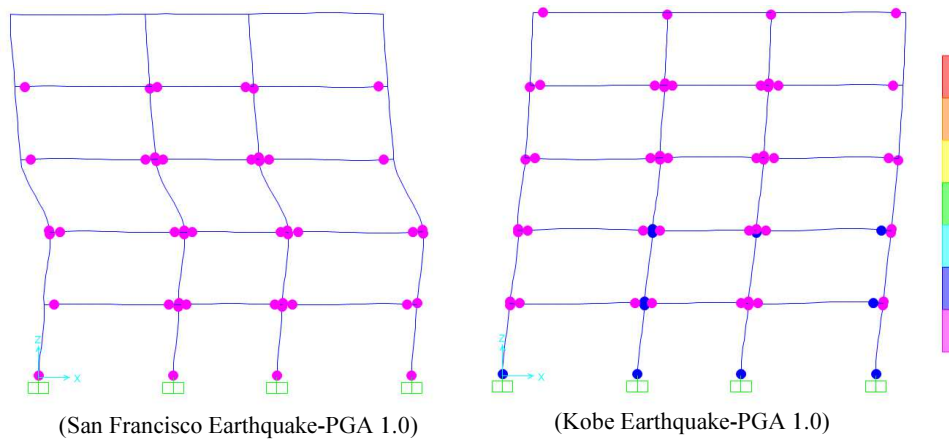 Z
X
Z
X
(San Francisco Earthquake-PGA 1.0)
(Kobe Earthquake-PGA 1.0)